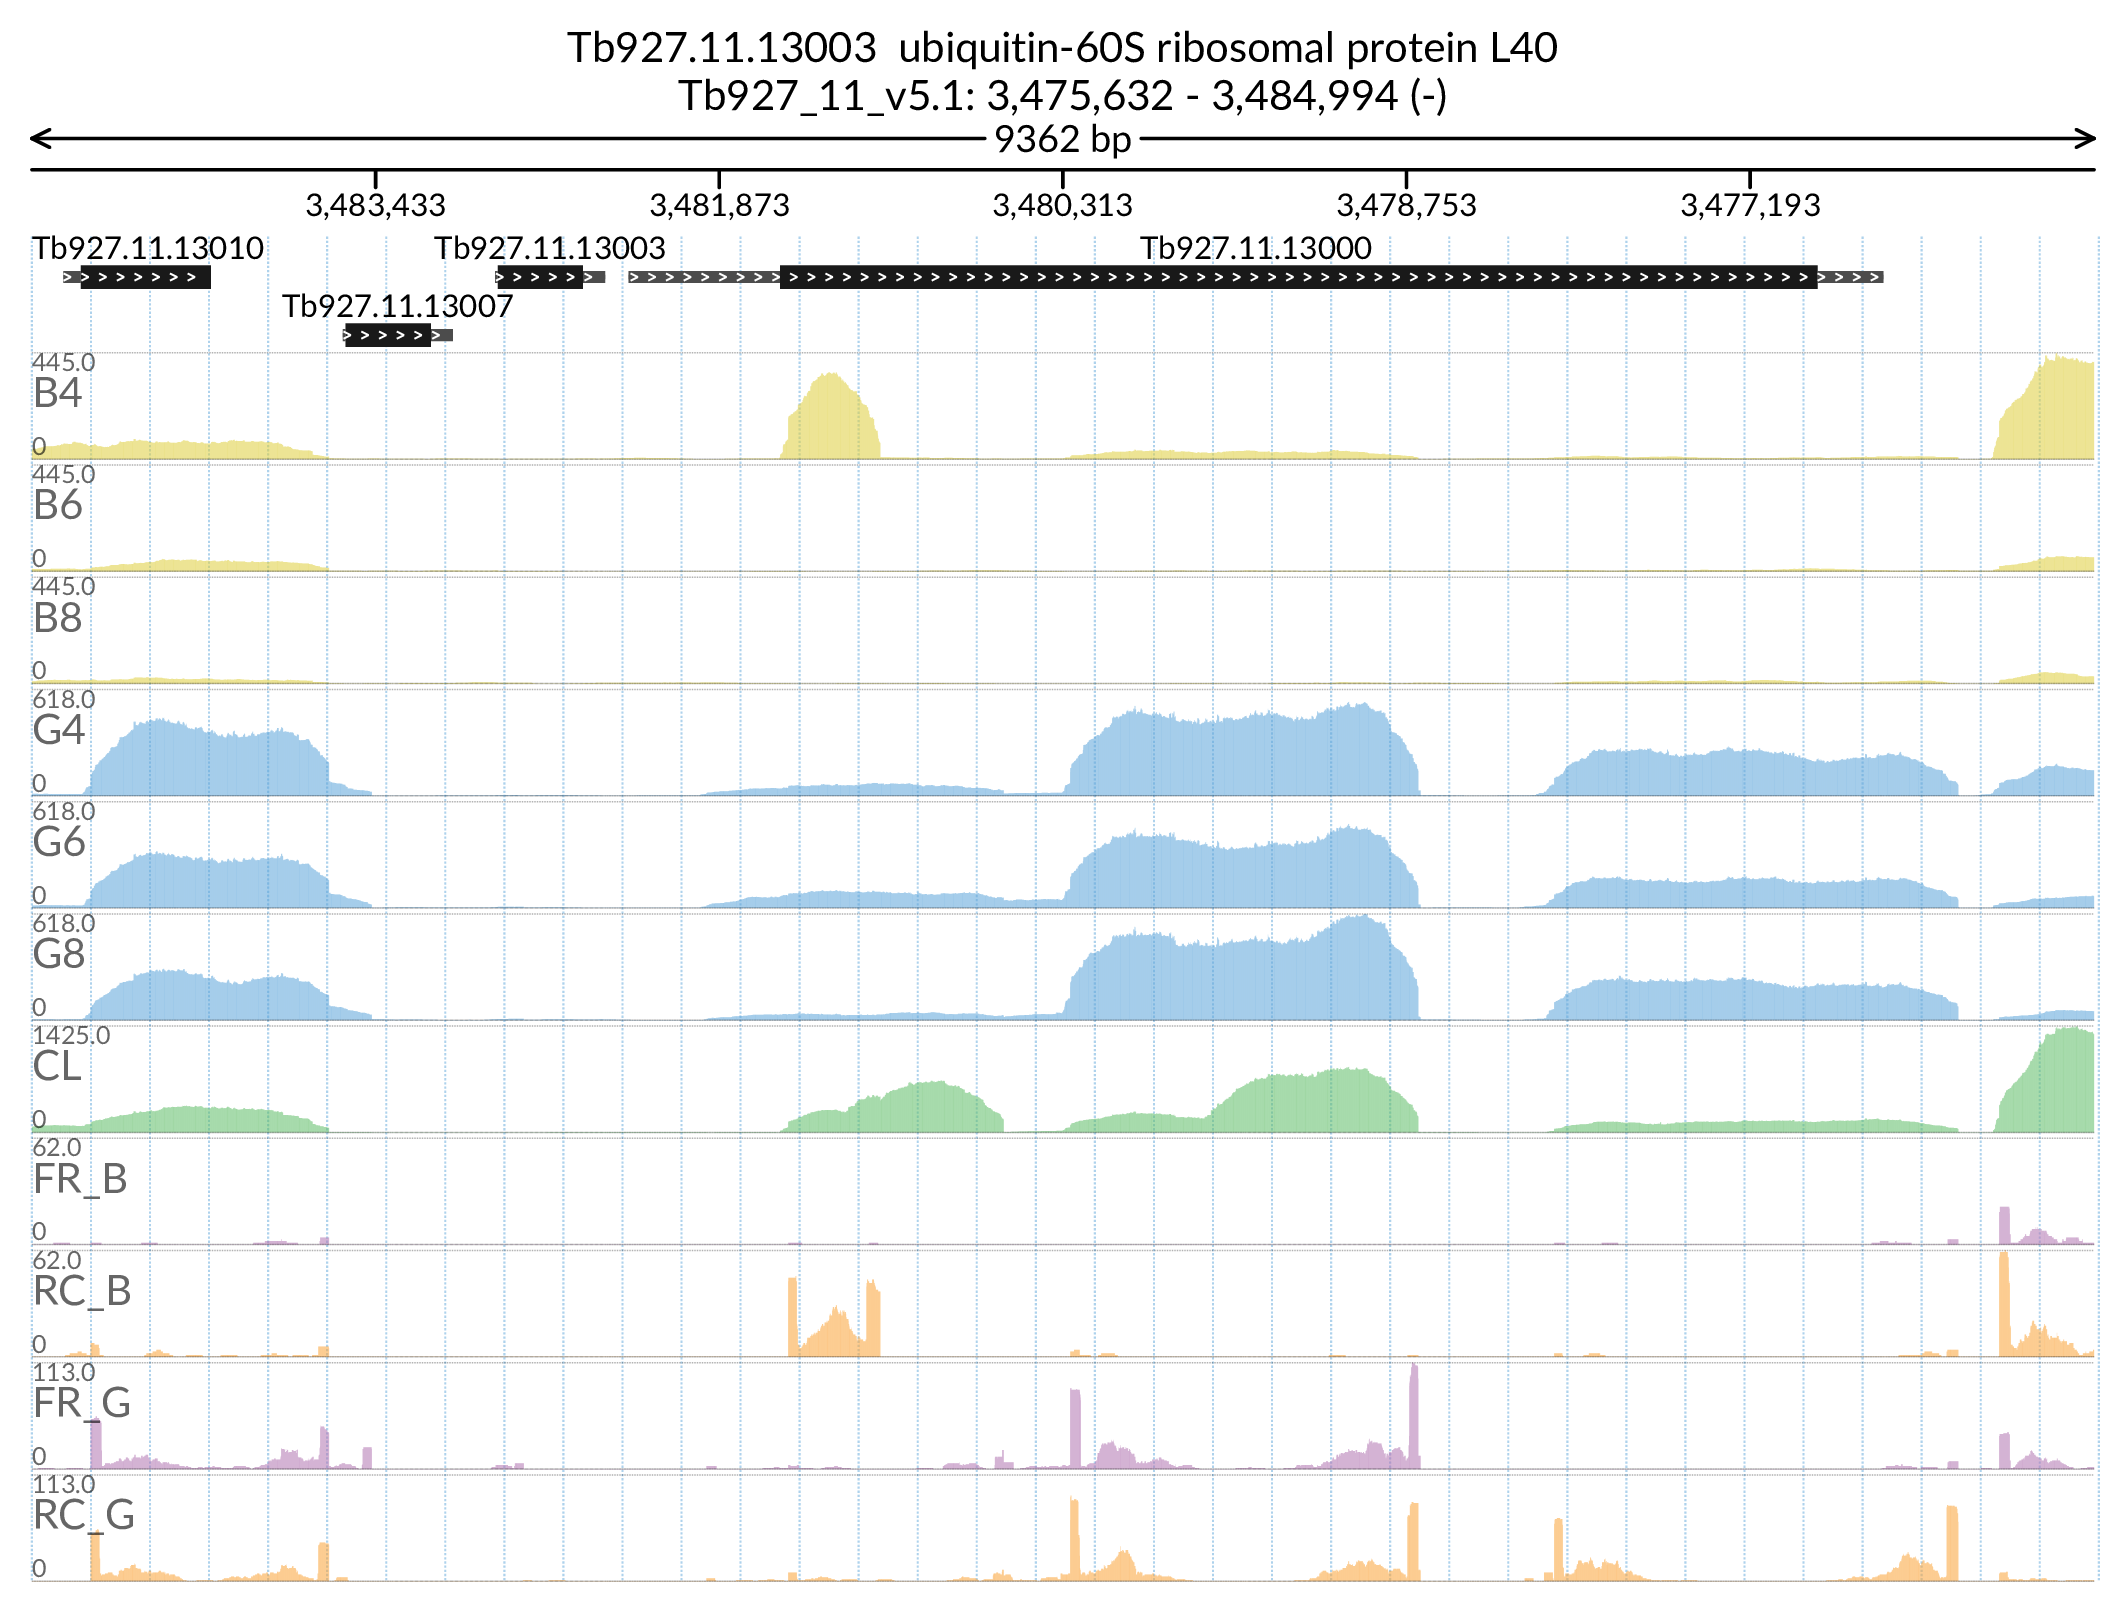 Tb927.11.13003  ubiquitin-60S ribosomal protein L40
Tb927_11_v5.1: 3,475,632 - 3,484,994 (-)
9362 bp
3,483,433 3,481,873 3,480,313 3,478,753 3,477,193
Tb927.11.13010 Tb927.11.13003 Tb927.11.13000
Tb927.11.13007
445.0
B4
0
445.0
B6
0
445.0
B8
0
618.0
G4
0
618.0
G6
0
618.0
G8
0
1425.0
CL
0
62.0
FR_B
0
62.0
RC_B
0
113.0
FR_G
0
113.0
RC_G
0